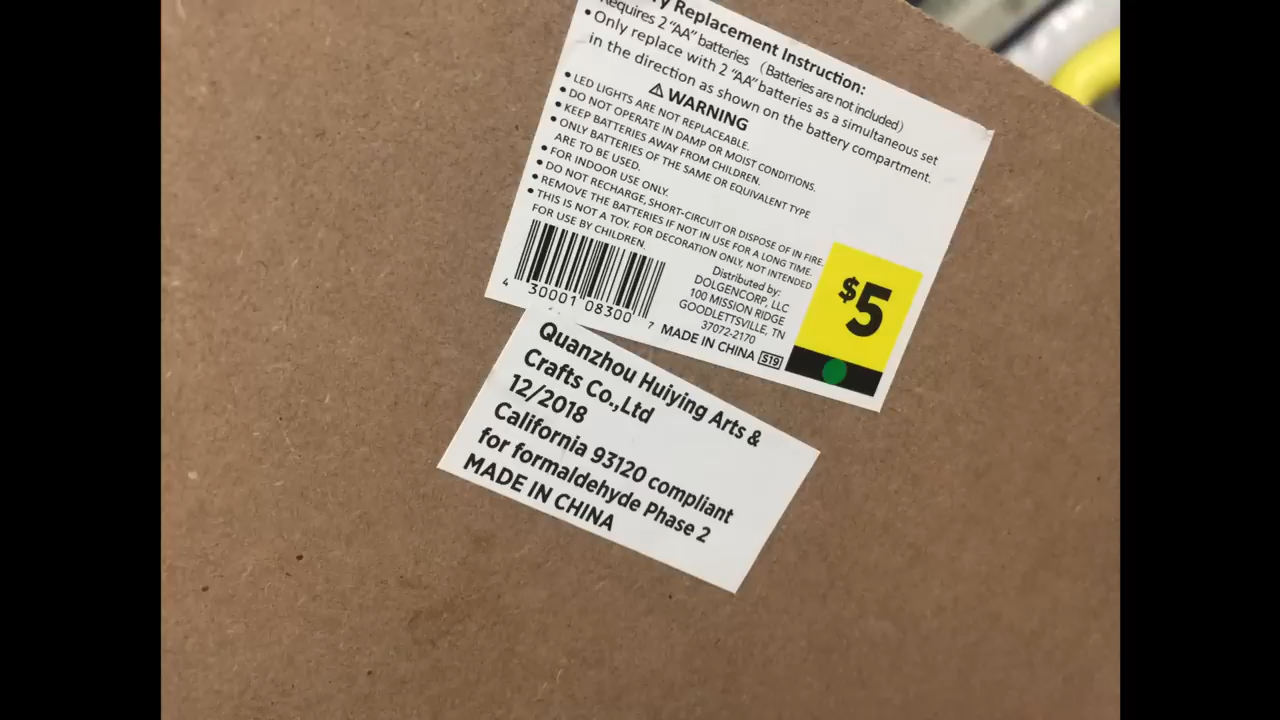 Replacement Instruction:
Requires 2 “AA” batteries (Batteries are not included)
• Only replace with 2 “AA” batteries as a simultaneous set
in the direction as shown on the battery compartment.
⚠ WARNING
• LED LIGHTS ARE NOT REPLACEABLE.
• DO NOT OPERATE IN DAMP OR MOIST CONDITIONS.
• KEEP BATTERIES AWAY FROM CHILDREN.
• ONLY BATTERIES OF THE SAME OR EQUIVALENT TYPE
ARE TO BE USED.
• FOR INDOOR USE ONLY.
• DO NOT RECHARGE, SHORT-CIRCUIT OR DISPOSE OF IN FIRE.
• REMOVE THE BATTERIES IF NOT IN USE FOR A LONG TIME.
• THIS IS NOT A TOY. FOR DECORATION ONLY, NOT INTENDED
FOR USE BY CHILDREN.
4 30001 08300 7
Distributed by:
DOLGENCORP, LLC
100 MISSION RIDGE
GOODLETTSVILLE, TN
37072-2170
MADE IN CHINA S19
$5
Quanzhou Huiying Arts &
Crafts Co.,Ltd
12/2018
California 93120 compliant
for formaldehyde Phase 2
MADE IN CHINA